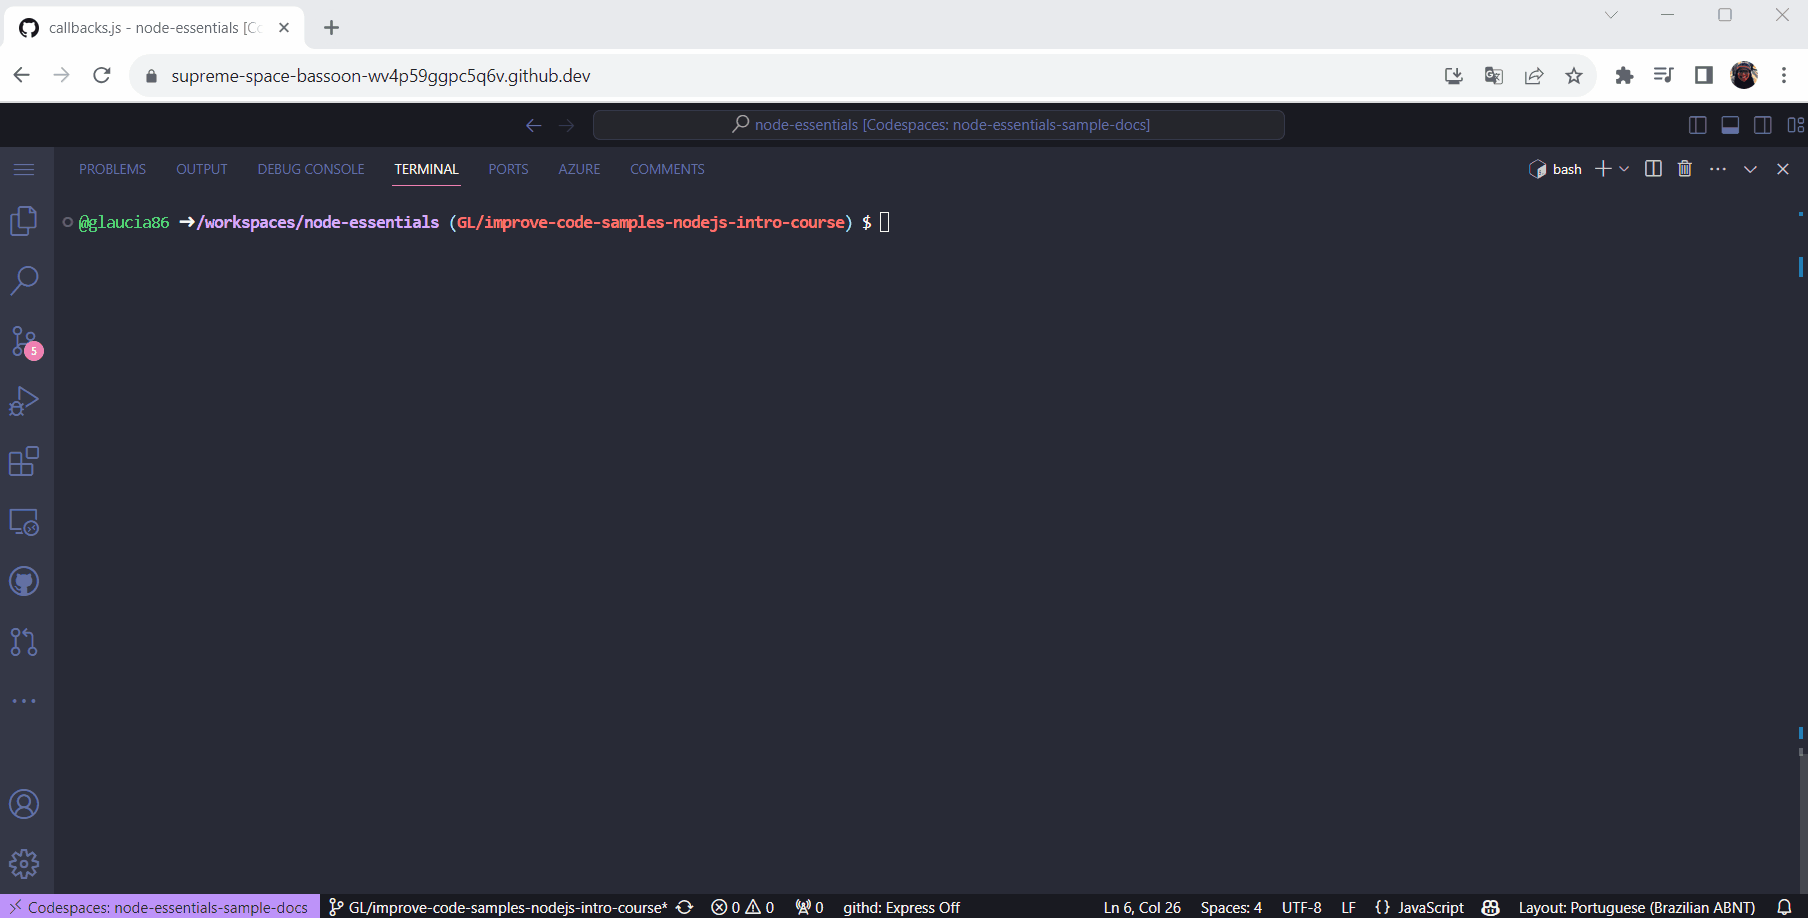 callbacks.js - node-essentials [Co
supreme-space-bassoon-wv4p59ggpc5q6v.github.dev
node-essentials [Codespaces: node-essentials-sample-docs]
PROBLEMS OUTPUT DEBUG CONSOLE TERMINAL PORTS AZURE COMMENTS bash
@glaucia86 ➜/workspaces/node-essentials (GL/improve-code-samples-nodejs-intro-course) $
5
Codespaces: node-essentials-sample-docs GL/improve-code-samples-nodejs-intro-course* 0 0 0 githd: Express Off Ln 6, Col 26 Spaces: 4 UTF-8 LF {} JavaScript Layout: Portuguese (Brazilian ABNT)